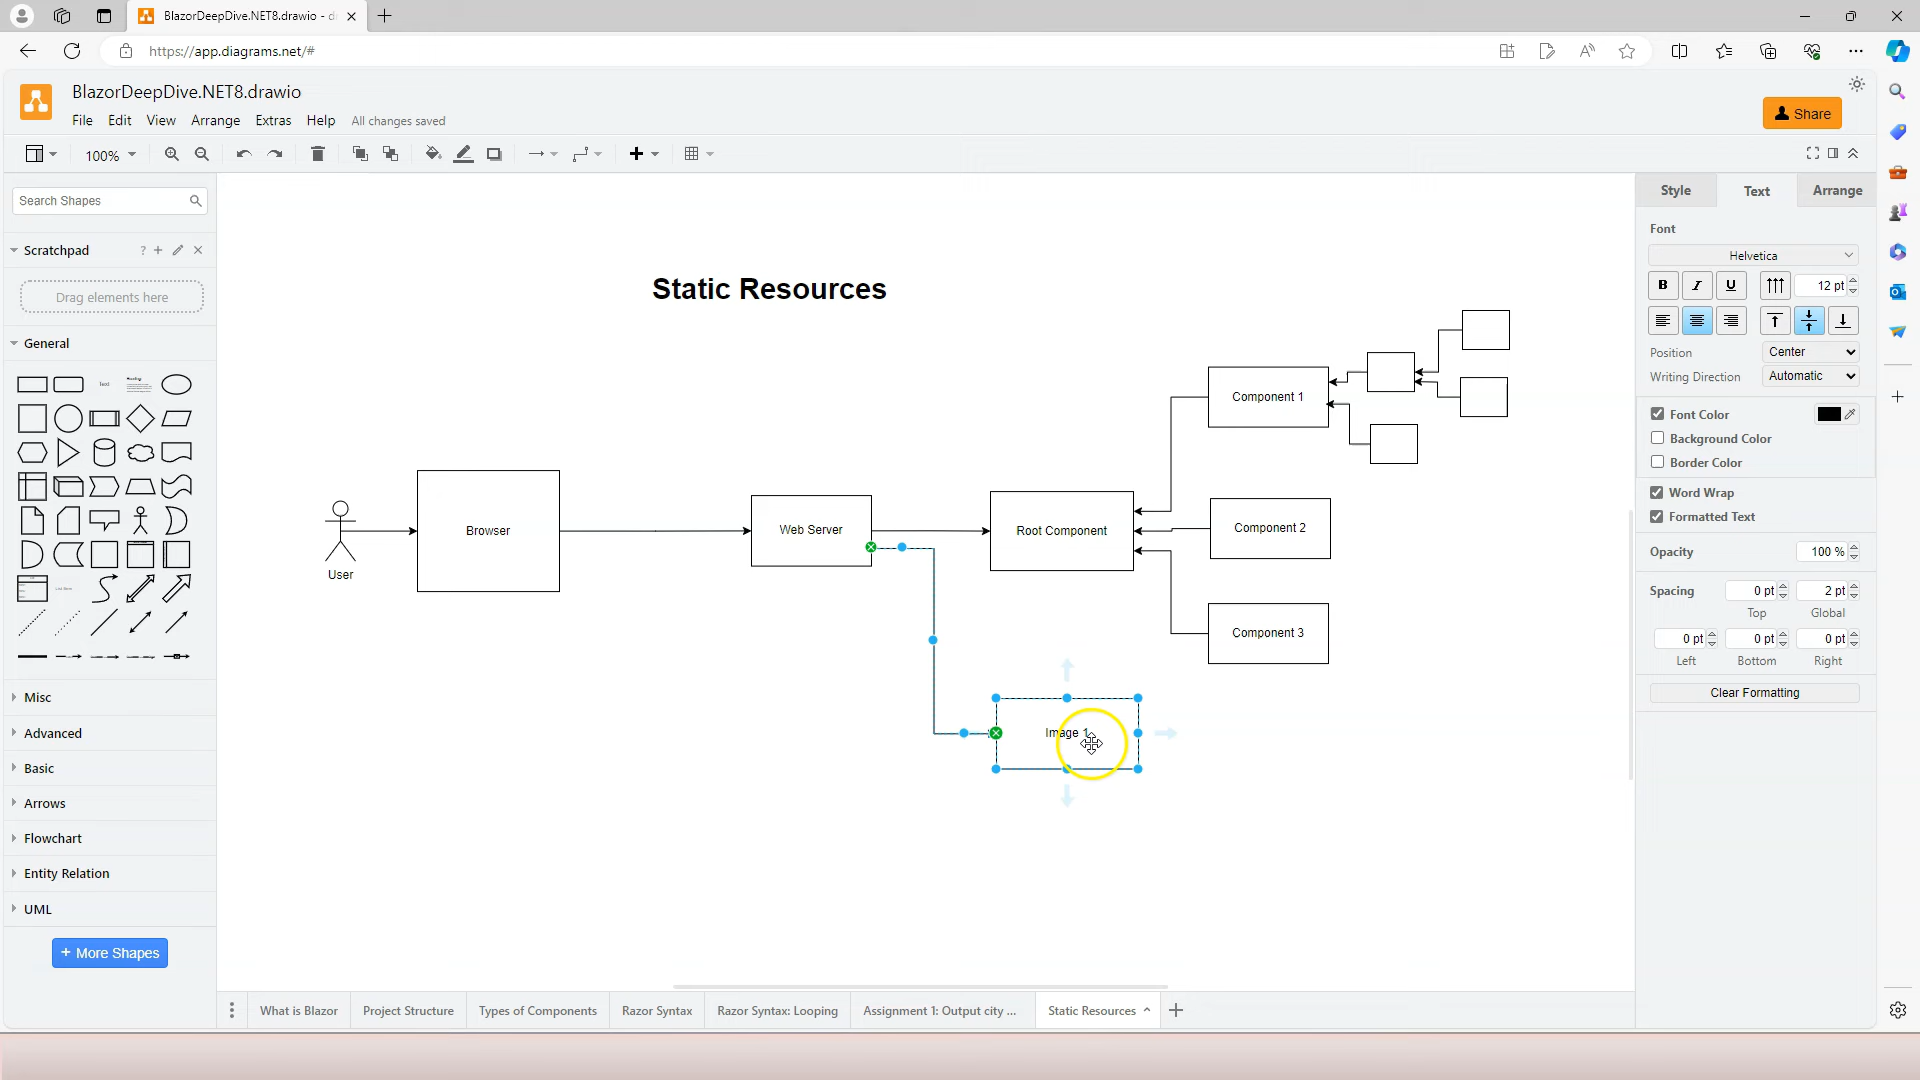 BlazorDeepDive.NET8.drawio - d
https://app.diagrams.net/#
BlazorDeepDive.NET8.drawio
File Edit View Arrange Extras Help All changes saved
Share
100%
Search Shapes
Style Text Arrange
Scratchpad
?
Drag elements here
General
Text
Heading
Misc
Advanced
Basic
Arrows
Flowchart
Entity Relation
UML
+ More Shapes
Static Resources
User
Browser
Web Server
Root Component
Component 1
Component 2
Component 3
Image 1
Font
Helvetica
B I U 12 pt
Position Center
Writing Direction Automatic
Font Color
Background Color
Border Color
Word Wrap
Formatted Text
Opacity 100 %
Spacing 0 pt 2 pt
Top Global
0 pt 0 pt 0 pt
Left Bottom Right
Clear Formatting
What is Blazor Project Structure Types of Components Razor Syntax Razor Syntax: Looping Assignment 1: Output city ... Static Resources